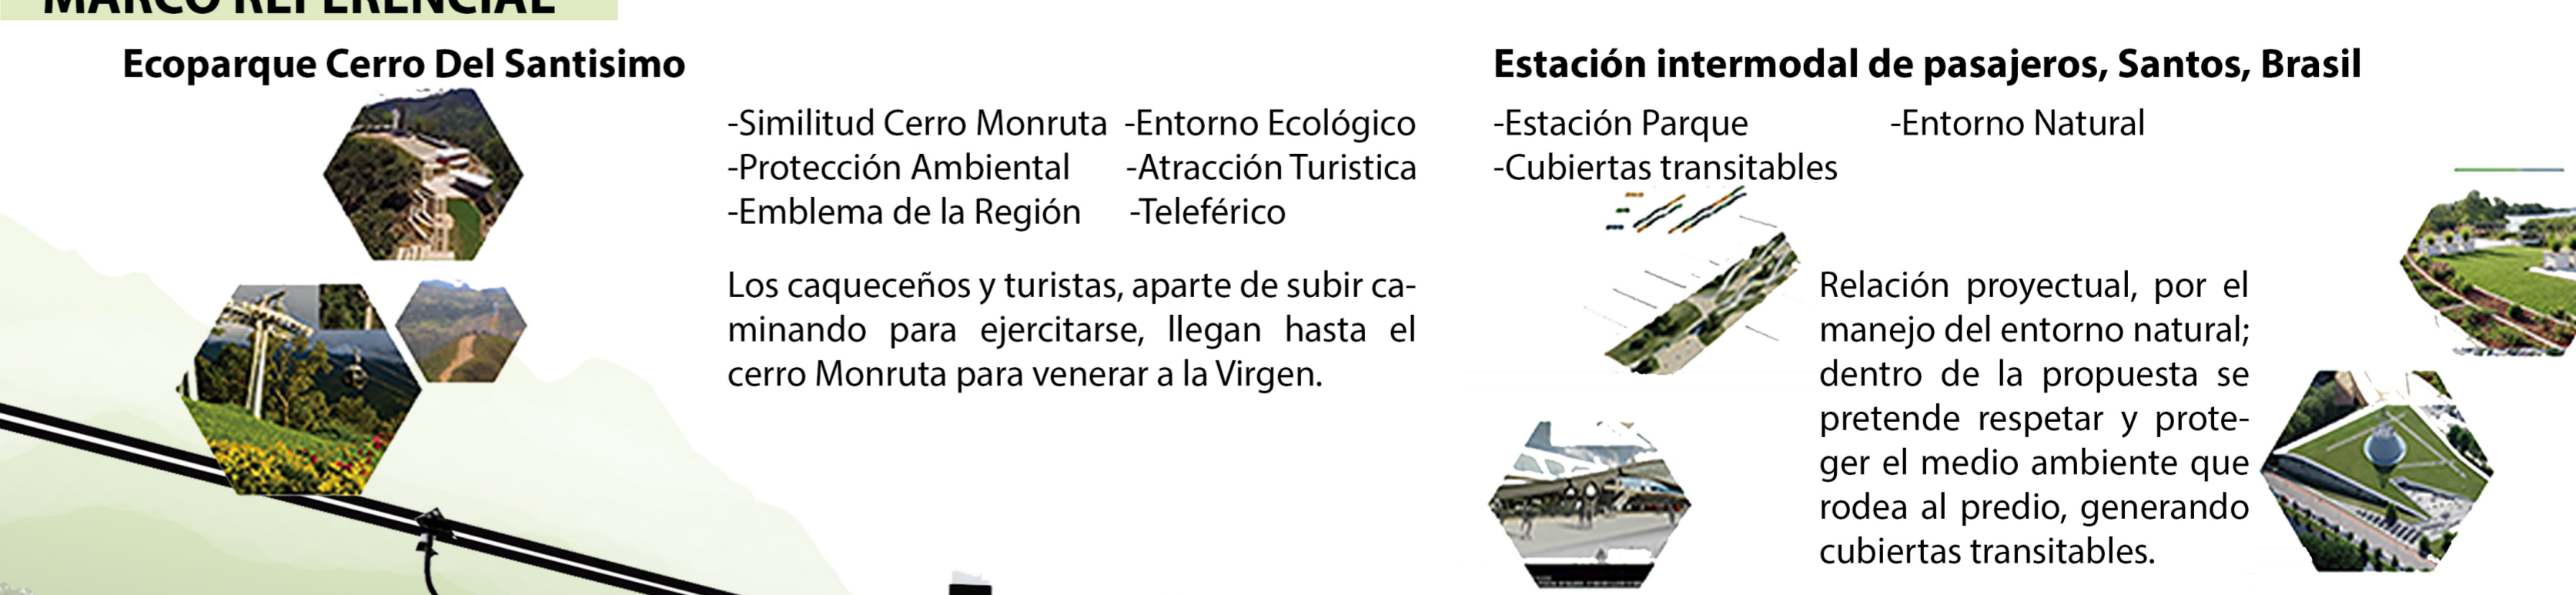 MARCO REFERENCIAL
Ecoparque Cerro Del Santisimo
-Similitud Cerro Monruta -Entorno Ecológico
-Protección Ambiental -Atracción Turistica
-Emblema de la Región -Teleférico
Los caqueceños y turistas, aparte de subir ca-
minando para ejercitarse, llegan hasta el
cerro Monruta para venerar a la Virgen.
Estación intermodal de pasajeros, Santos, Brasil
-Estación Parque -Entorno Natural
-Cubiertas transitables
Relación proyectual, por el
manejo del entorno natural;
dentro de la propuesta se
pretende respetar y prote-
ger el medio ambiente que
rodea al predio, generando
cubiertas transitables.